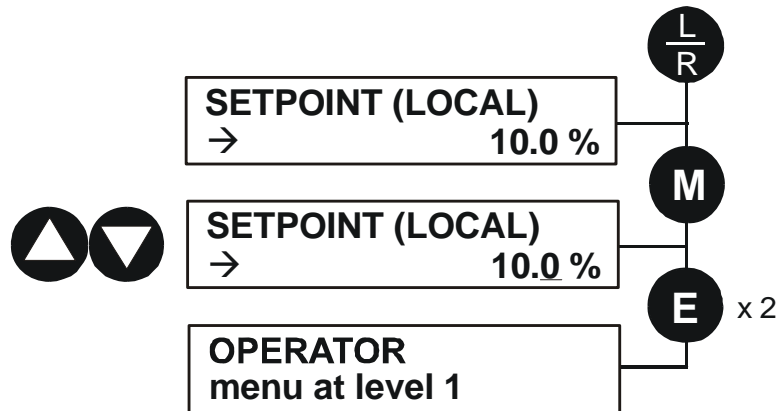 L
R
SETPOINT (LOCAL)
→ 10.0 %
M
SETPOINT (LOCAL)
→ 10.0 %
E x 2
OPERATOR
menu at level 1